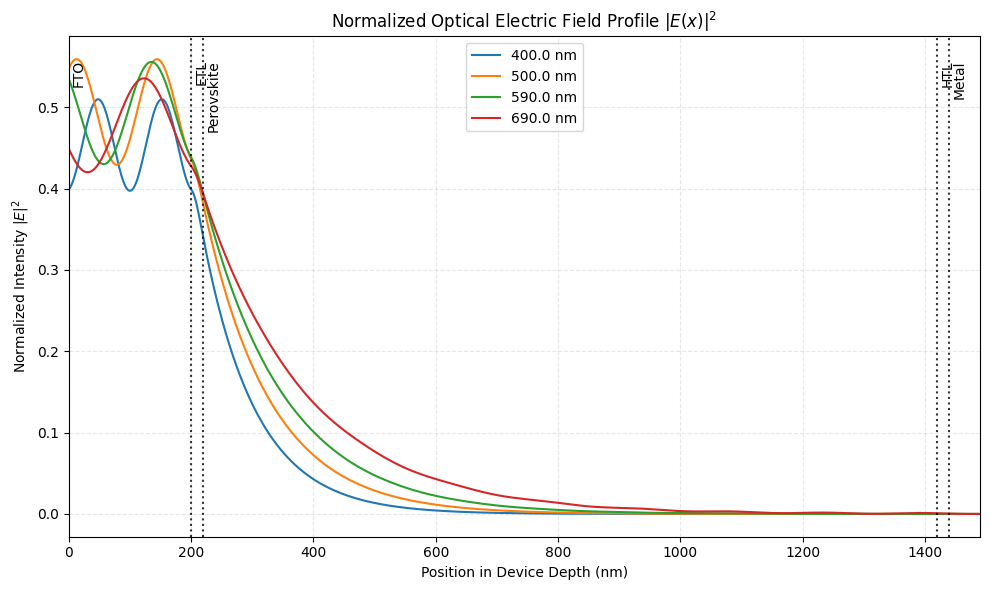 Normalized Optical Electric Field Profile |E(x)|²
Normalized Intensity |E|²
0.5
0.4
0.3
0.2
0.1
0.0
FTO
ETL
Perovskite
HTL
Metal
400.0 nm
500.0 nm
590.0 nm
690.0 nm
0 200 400 600 800 1000 1200 1400
Position in Device Depth (nm)